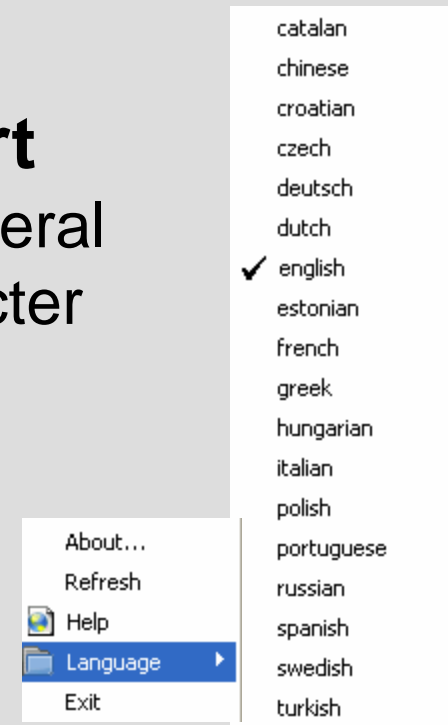 rt
eral
cter
About...
Refresh
Help
Language
Exit
catalan
chinese
croatian
czech
deutsch
dutch
english
estonian
french
greek
hungarian
italian
polish
portuguese
russian
spanish
swedish
turkish